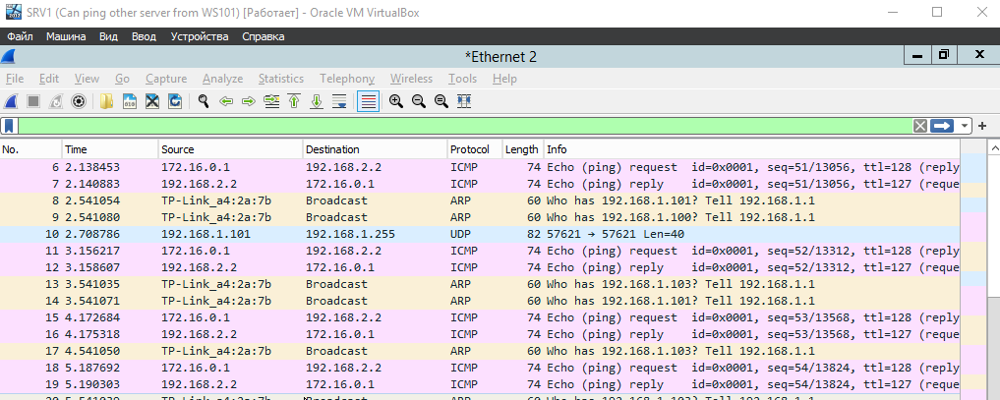 SRV1 (Can ping other server from WS101) [Работает] - Oracle VM VirtualBox
Файл Машина Вид Ввод Устройства Справка
*Ethernet 2
File Edit View Go Capture Analyze Statistics Telephony Wireless Tools Help
No. Time Source Destination Protocol Length Info
6 2.138453 172.16.0.1 192.168.2.2 ICMP 74 Echo (ping) request id=0x0001, seq=51/13056, ttl=128 (reply
7 2.140883 192.168.2.2 172.16.0.1 ICMP 74 Echo (ping) reply id=0x0001, seq=51/13056, ttl=127 (reque
8 2.541054 TP-Link_a4:2a:7b Broadcast ARP 60 Who has 192.168.1.101? Tell 192.168.1.1
9 2.541080 TP-Link_a4:2a:7b Broadcast ARP 60 Who has 192.168.1.100? Tell 192.168.1.1
10 2.708786 192.168.1.101 192.168.1.255 UDP 82 57621 → 57621 Len=40
11 3.156217 172.16.0.1 192.168.2.2 ICMP 74 Echo (ping) request id=0x0001, seq=52/13312, ttl=128 (reply
12 3.158607 192.168.2.2 172.16.0.1 ICMP 74 Echo (ping) reply id=0x0001, seq=52/13312, ttl=127 (reque
13 3.541035 TP-Link_a4:2a:7b Broadcast ARP 60 Who has 192.168.1.103? Tell 192.168.1.1
14 3.541071 TP-Link_a4:2a:7b Broadcast ARP 60 Who has 192.168.1.101? Tell 192.168.1.1
15 4.172684 172.16.0.1 192.168.2.2 ICMP 74 Echo (ping) request id=0x0001, seq=53/13568, ttl=128 (reply
16 4.175318 192.168.2.2 172.16.0.1 ICMP 74 Echo (ping) reply id=0x0001, seq=53/13568, ttl=127 (reque
17 4.541050 TP-Link_a4:2a:7b Broadcast ARP 60 Who has 192.168.1.103? Tell 192.168.1.1
18 5.187692 172.16.0.1 192.168.2.2 ICMP 74 Echo (ping) request id=0x0001, seq=54/13824, ttl=128 (reply
19 5.190303 192.168.2.2 172.16.0.1 ICMP 74 Echo (ping) reply id=0x0001, seq=54/13824, ttl=127 (reque